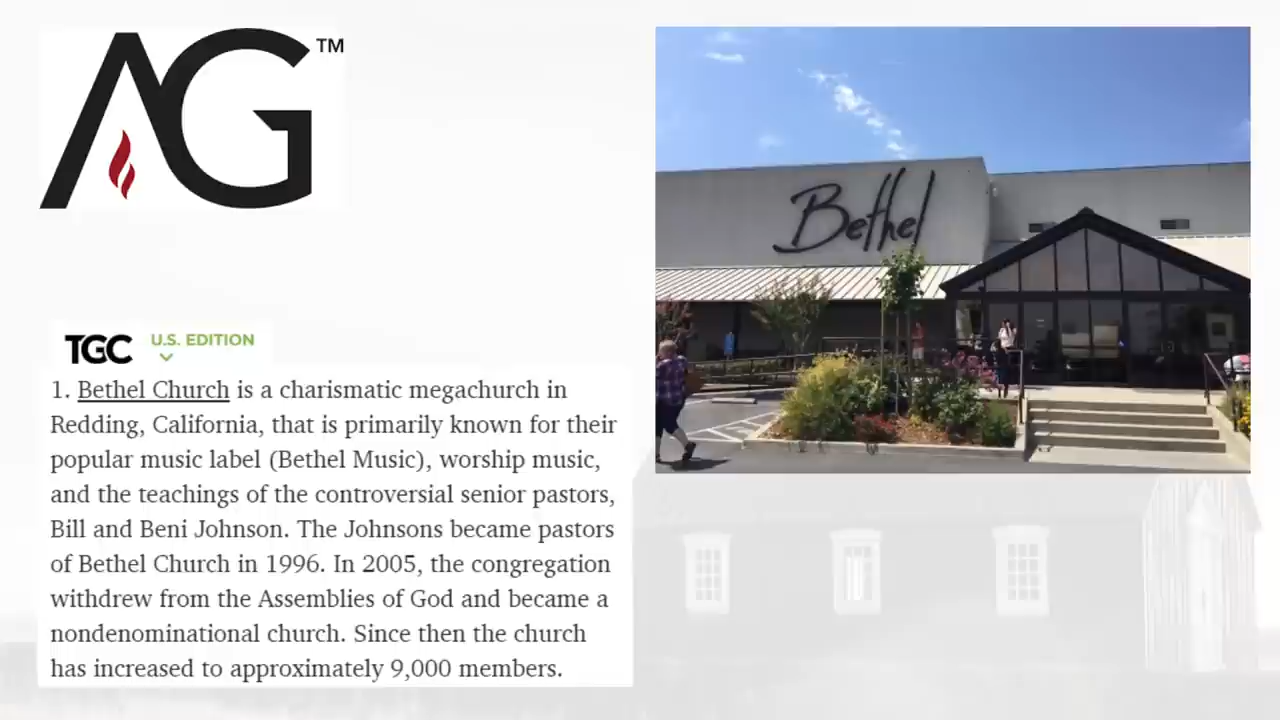 AG™
Bethel
TGC U.S. EDITION
1. Bethel Church is a charismatic megachurch in
Redding, California, that is primarily known for their
popular music label (Bethel Music), worship music,
and the teachings of the controversial senior pastors,
Bill and Beni Johnson. The Johnsons became pastors
of Bethel Church in 1996. In 2005, the congregation
withdrew from the Assemblies of God and became a
nondenominational church. Since then the church
has increased to approximately 9,000 members.